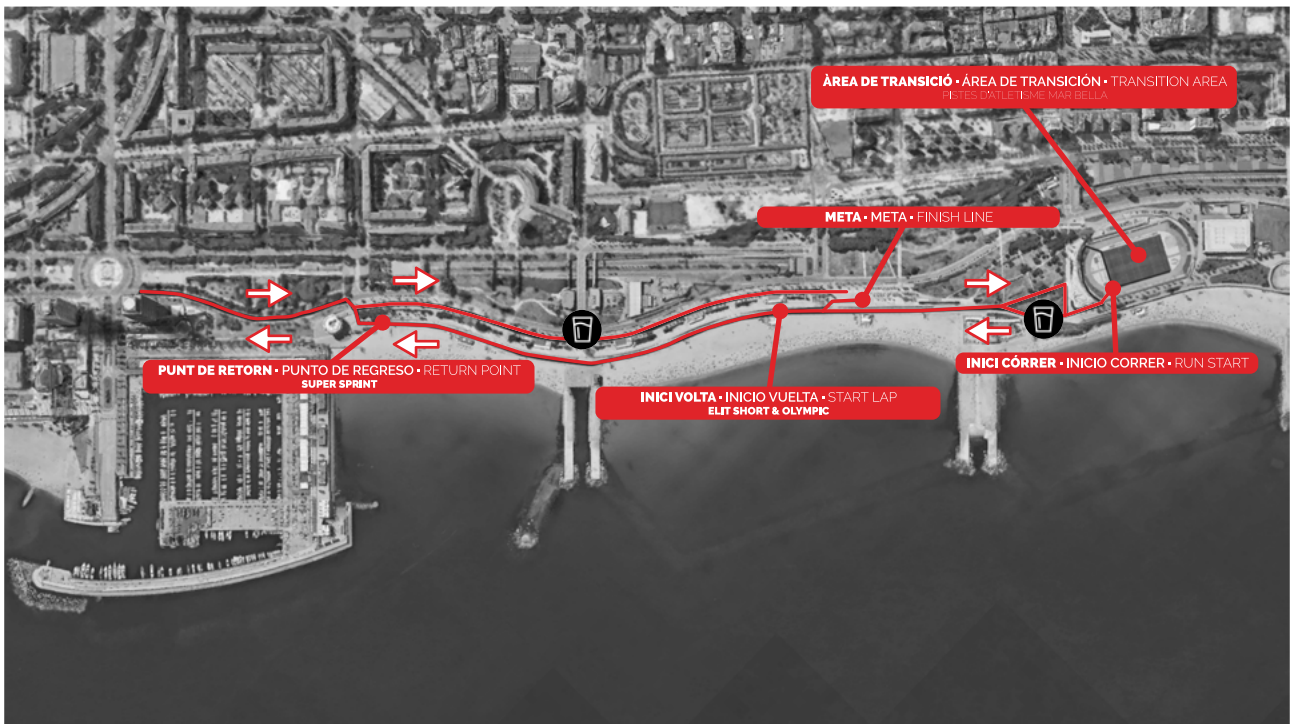 ÀREA DE TRANSICIÓ • ÁREA DE TRANSICIÓN • TRANSITION AREA
PISTES D'ATLETISME MAR BELLA
META • META • FINISH LINE
PUNT DE RETORN • PUNTO DE REGRESO • RETURN POINT
SUPER SPRINT
INICI CÓRRER • INICIO CORRER • RUN START
INICI VOLTA • INICIO VUELTA • START LAP
ELIT SHORT & OLYMPIC